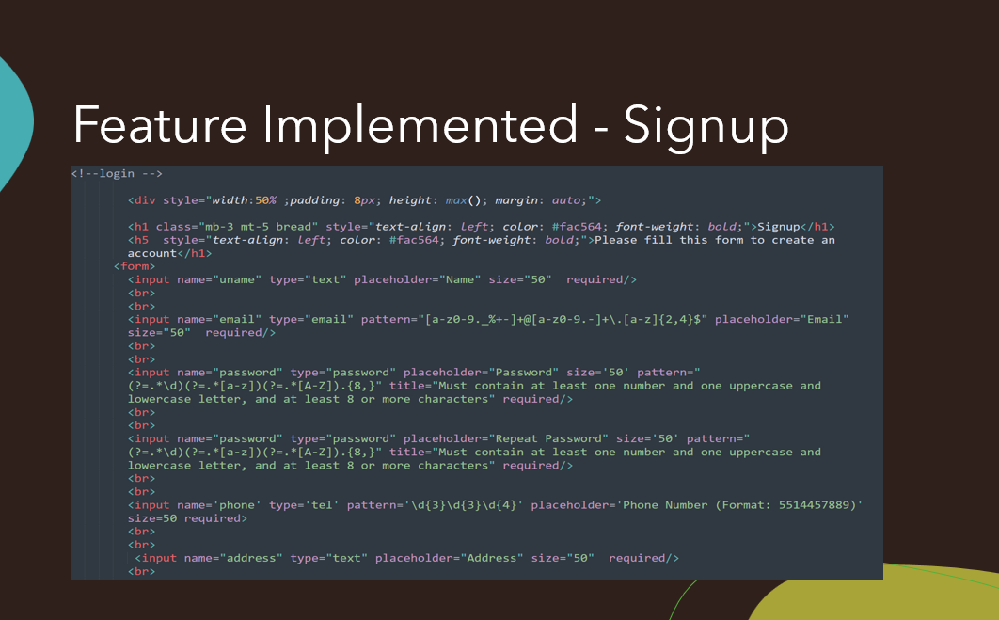 Feature Implemented - Signup
<!--login -->
<div style="width:50% ;padding: 8px; height: max(); margin: auto;">
<h1 class="mb-3 mt-5 bread" style="text-align: left; color: #fac564; font-weight: bold;">Signup</h1>
<h5  style="text-align: left; color: #fac564; font-weight: bold;">Please fill this form to create an
account</h1>
<form>
<input name="uname" type="text" placeholder="Name" size="50"  required/>
<br>
<br>
<input name="email" type="email" pattern="[a-z0-9._%+-]+@[a-z0-9.-]+\.[a-z]{2,4}$" placeholder="Email"
size="50"  required/>
<br>
<br>
<input name="password" type="password" placeholder="Password" size='50' pattern="
(?=.*\d)(?=.*[a-z])(?=.*[A-Z]).{8,}" title="Must contain at least one number and one uppercase and
lowercase letter, and at least 8 or more characters" required/>
<br>
<br>
<input name="password" type="password" placeholder="Repeat Password" size='50' pattern="
(?=.*\d)(?=.*[a-z])(?=.*[A-Z]).{8,}" title="Must contain at least one number and one uppercase and
lowercase letter, and at least 8 or more characters" required/>
<br>
<br>
<input name='phone' type='tel' pattern='\d{3}\d{3}\d{4}' placeholder='Phone Number (Format: 5514457889)'
size=50 required>
<br>
<br>
<input name="address" type="text" placeholder="Address" size="50"  required/>
<br>